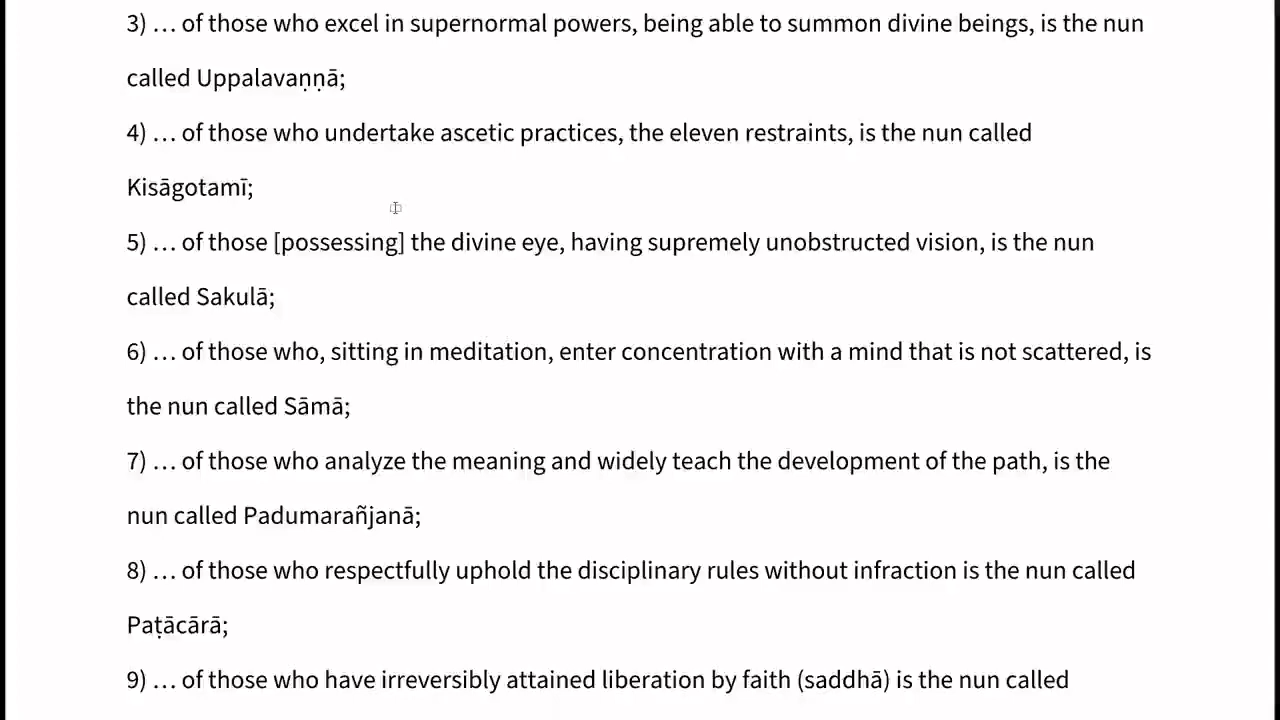 3) … of those who excel in supernormal powers, being able to summon divine beings, is the nun
called Uppalavaṇṇā;
4) … of those who undertake ascetic practices, the eleven restraints, is the nun called
Kisāgotamī;
5) … of those [possessing] the divine eye, having supremely unobstructed vision, is the nun
called Sakulā;
6) … of those who, sitting in meditation, enter concentration with a mind that is not scattered, is
the nun called Sāmā;
7) … of those who analyze the meaning and widely teach the development of the path, is the
nun called Padumarañjanā;
8) … of those who respectfully uphold the disciplinary rules without infraction is the nun called
Paṭācārā;
9) … of those who have irreversibly attained liberation by faith (saddhā) is the nun called